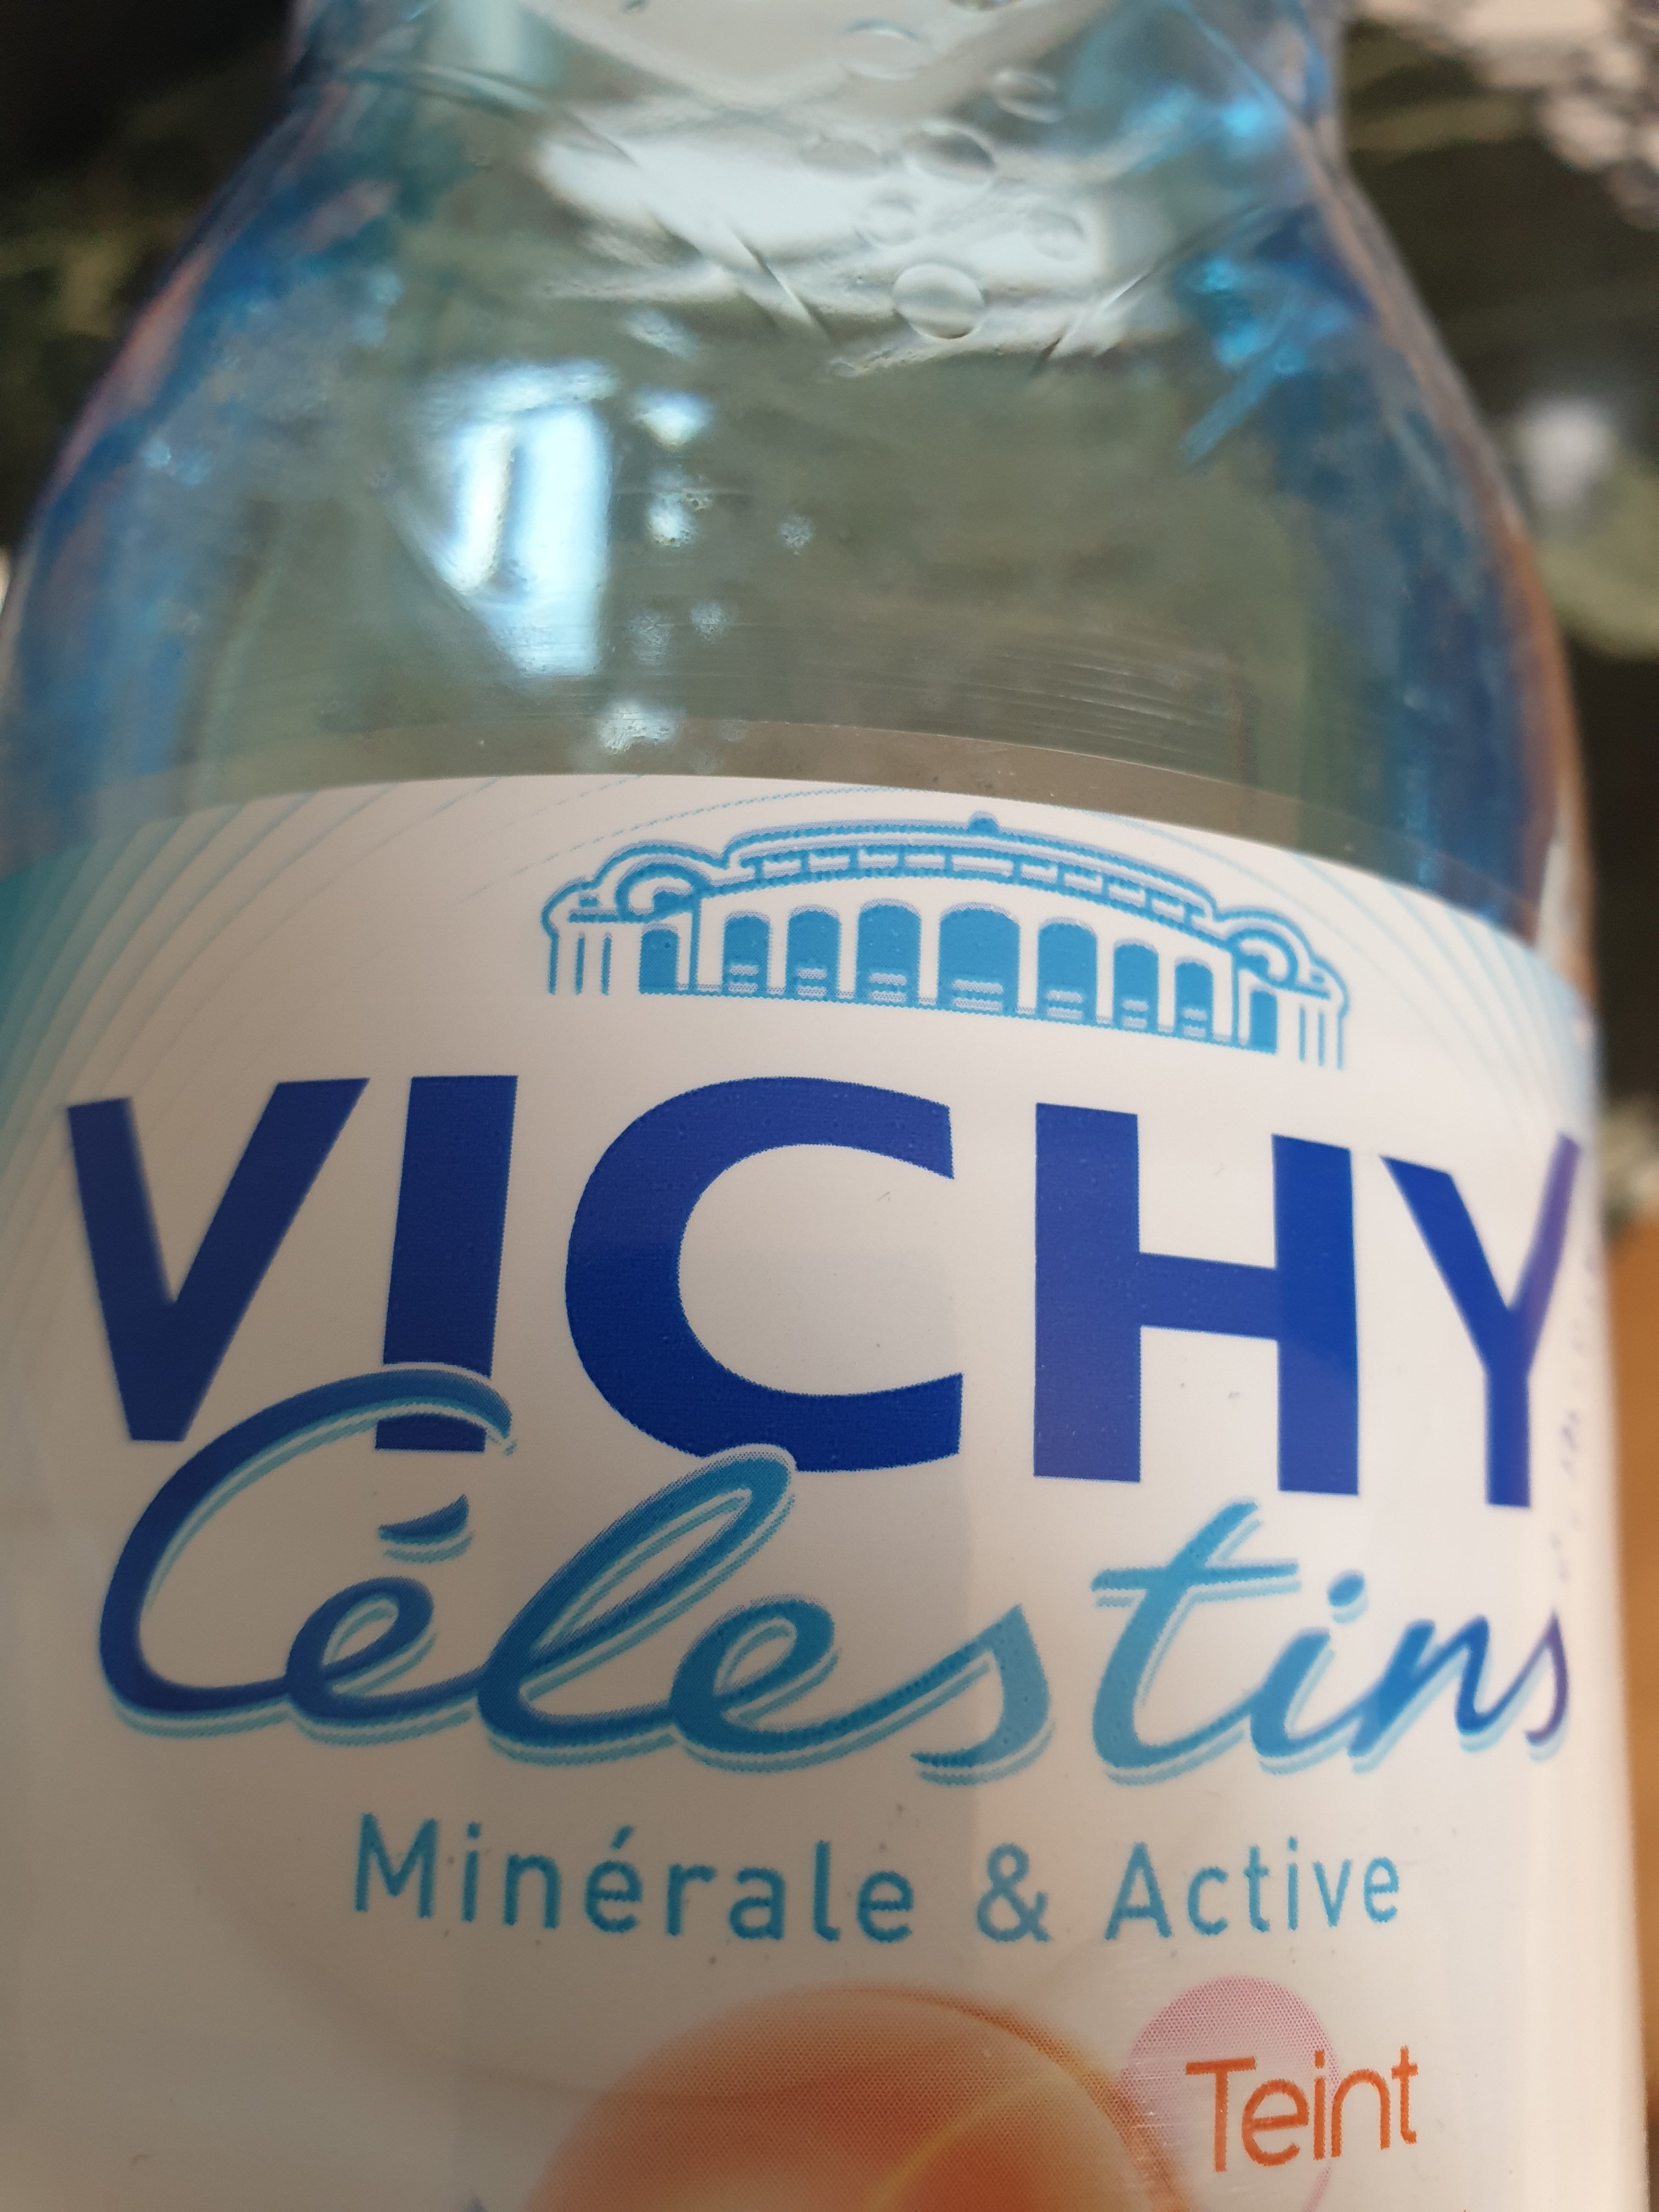 VICHY
Célestins
Minérale & Active
Teint